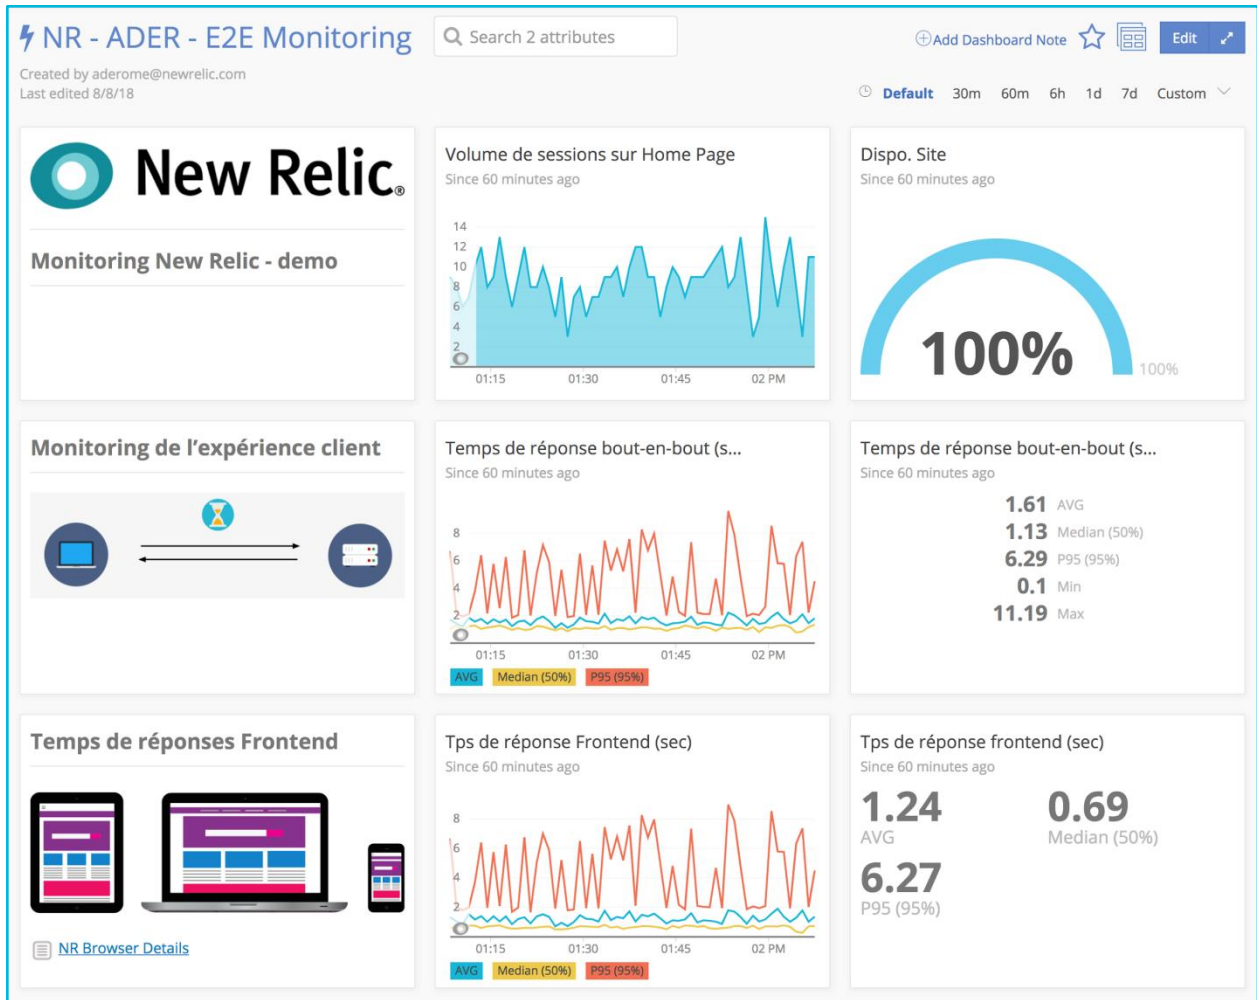 NR - ADER - E2E Monitoring
Search 2 attributes
Add Dashboard Note
Edit
Created by aderome@newrelic.com
Last edited 8/8/18
Default 30m 60m 6h 1d 7d Custom
New Relic®
Monitoring New Relic - demo
Volume de sessions sur Home Page
Since 60 minutes ago
14
12
10
8
6
4
2
01:15 01:30 01:45 02 PM
Dispo. Site
Since 60 minutes ago
100%
100%
Monitoring de l’expérience client
Temps de réponse bout-en-bout (s...
Since 60 minutes ago
8
6
4
2
01:15 01:30 01:45 02 PM
AVG Median (50%) P95 (95%)
Temps de réponse bout-en-bout (s...
Since 60 minutes ago
1.61 AVG
1.13 Median (50%)
6.29 P95 (95%)
0.1 Min
11.19 Max
Temps de réponses Frontend
NR Browser Details
Tps de réponse Frontend (sec)
Since 60 minutes ago
8
6
4
2
01:15 01:30 01:45 02 PM
AVG Median (50%) P95 (95%)
Tps de réponse frontend (sec)
Since 60 minutes ago
1.24 0.69
AVG Median (50%)
6.27
P95 (95%)